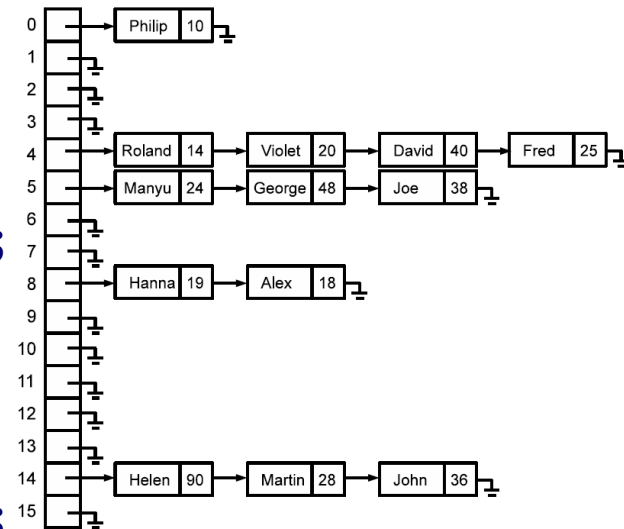 0 Philip 10
1
2
3
4 Roland 14 Violet 20 David 40 Fred 25
5 Manyu 24 George 48 Joe 38
6
7
8 Hanna 19 Alex 18
9
10
11
12
13
14 Helen 90 Martin 28 John 36
15